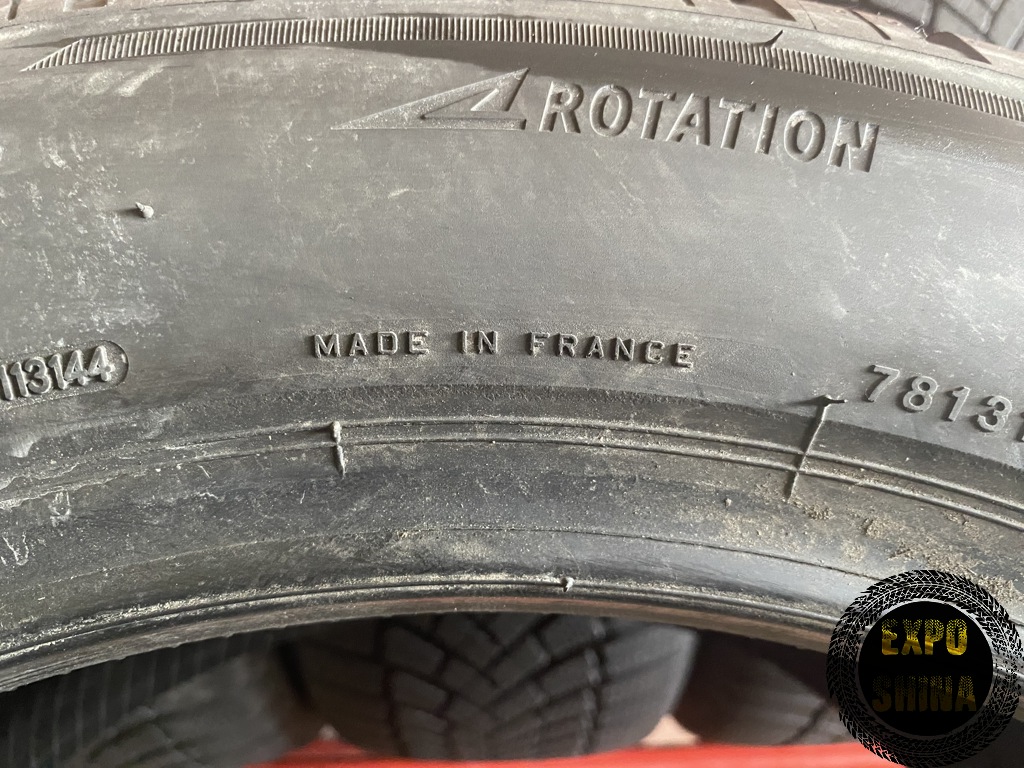 ROTATION
MADE IN FRANCE
113144
7813
EXPO
SHINA